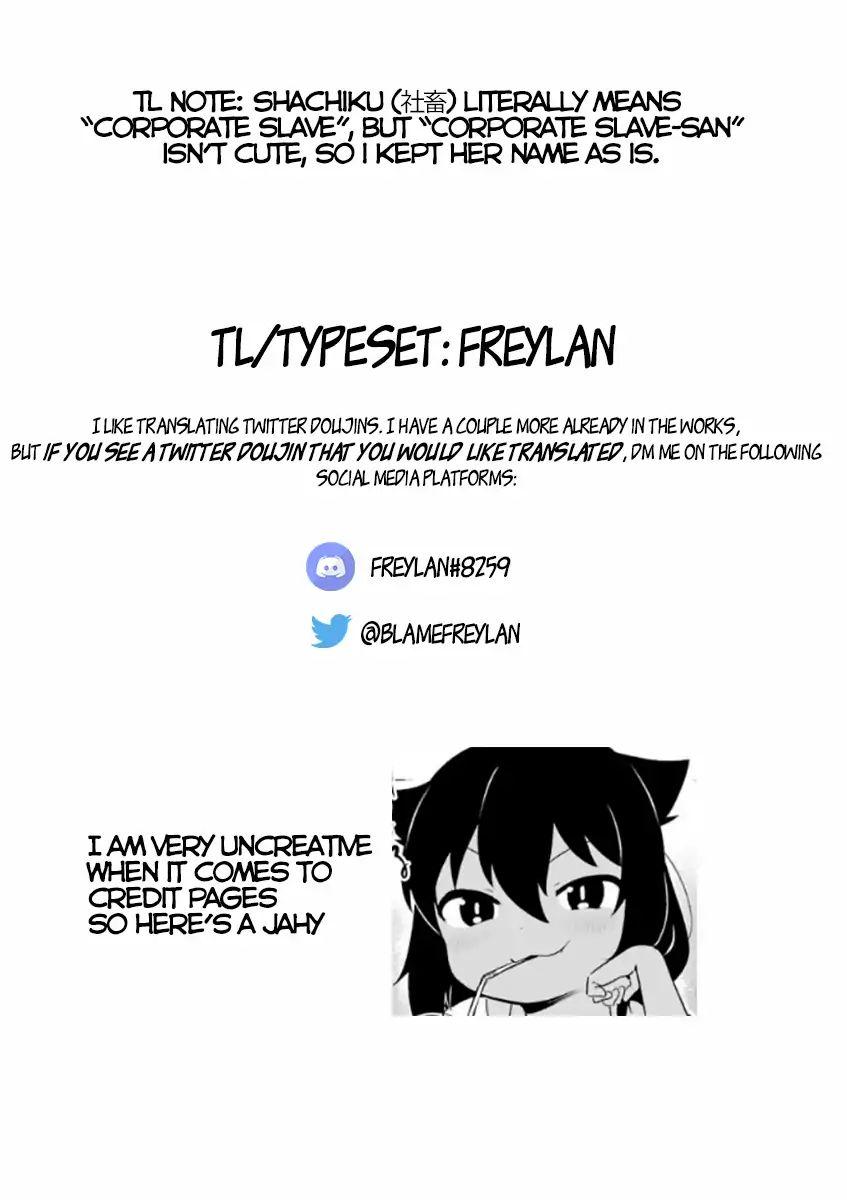 TL NOTE: SHACHIKU (社畜) LITERALLY MEANS
"CORPORATE SLAVE", BUT "CORPORATE SLAVE-SAN"
ISN'T CUTE, SO I KEPT HER NAME AS IS.
TL/TYPESET: FREYLAN
I LIKE TRANSLATING TWITTER DOUJINS. I HAVE A COUPLE MORE ALREADY IN THE WORKS,
BUT IF YOU SEE A TWITTER DOUJIN THAT YOU WOULD LIKE TRANSLATED, DM ME ON THE FOLLOWING
SOCIAL MEDIA PLATFORMS:
FREYLAN#8259
@BLAMEFREYLAN
I AM VERY UNCREATIVE
WHEN IT COMES TO
CREDIT PAGES
SO HERE'S A JAHY